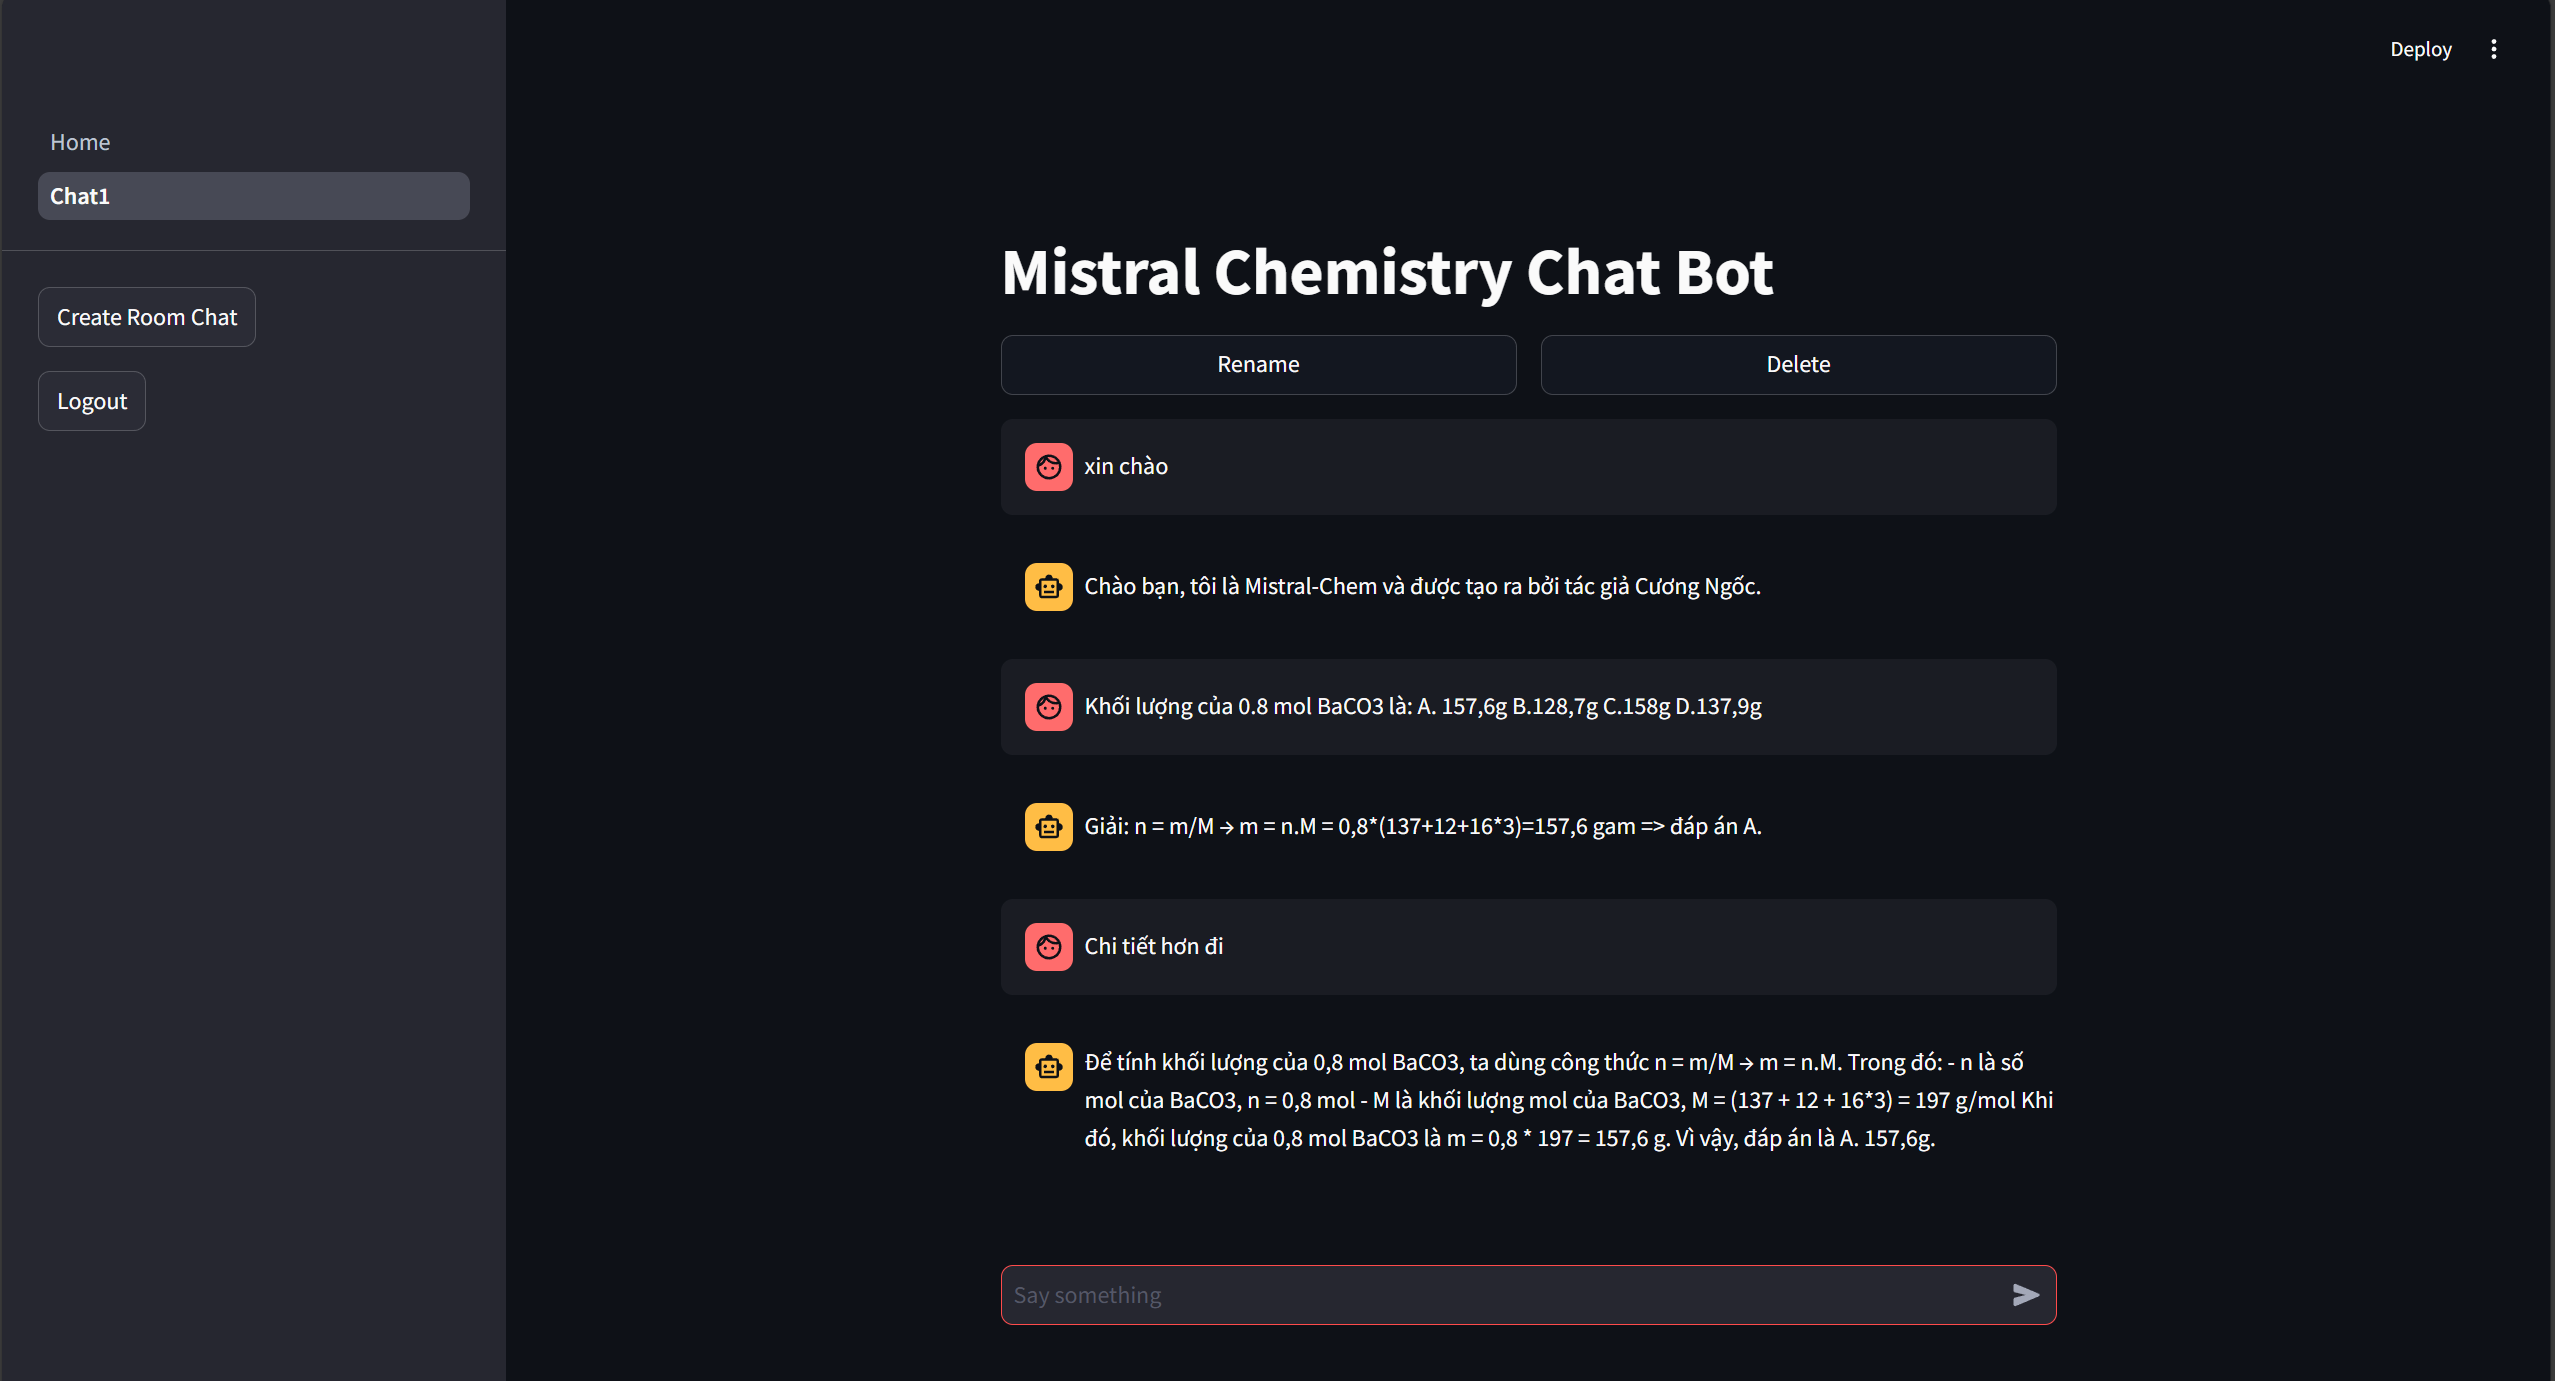 Deploy
Home
Chat1
Create Room Chat
Logout
Mistral Chemistry Chat Bot
Rename
Delete
xin chào
Chào bạn, tôi là Mistral-Chem và được tạo ra bởi tác giả Cương Ngốc.
Khối lượng của 0.8 mol BaCO3 là: A. 157,6g B.128,7g C.158g D.137,9g
Giải: n = m/M → m = n.M = 0,8*(137+12+16*3)=157,6 gam => đáp án A.
Chi tiết hơn đi
Để tính khối lượng của 0,8 mol BaCO3, ta dùng công thức n = m/M → m = n.M. Trong đó: - n là số
mol của BaCO3, n = 0,8 mol - M là khối lượng mol của BaCO3, M = (137 + 12 + 16*3) = 197 g/mol Khi
đó, khối lượng của 0,8 mol BaCO3 là m = 0,8 * 197 = 157,6 g. Vì vậy, đáp án là A. 157,6g.
Say something